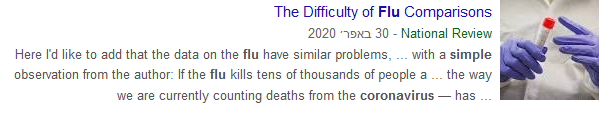 The Difficulty of Flu Comparisons
30 באפר׳ 2020 - National Review
Here I'd like to add that the data on the flu have similar problems, ... with a simple
observation from the author: If the flu kills tens of thousands of people a ... the way
we are currently counting deaths from the coronavirus — has ...